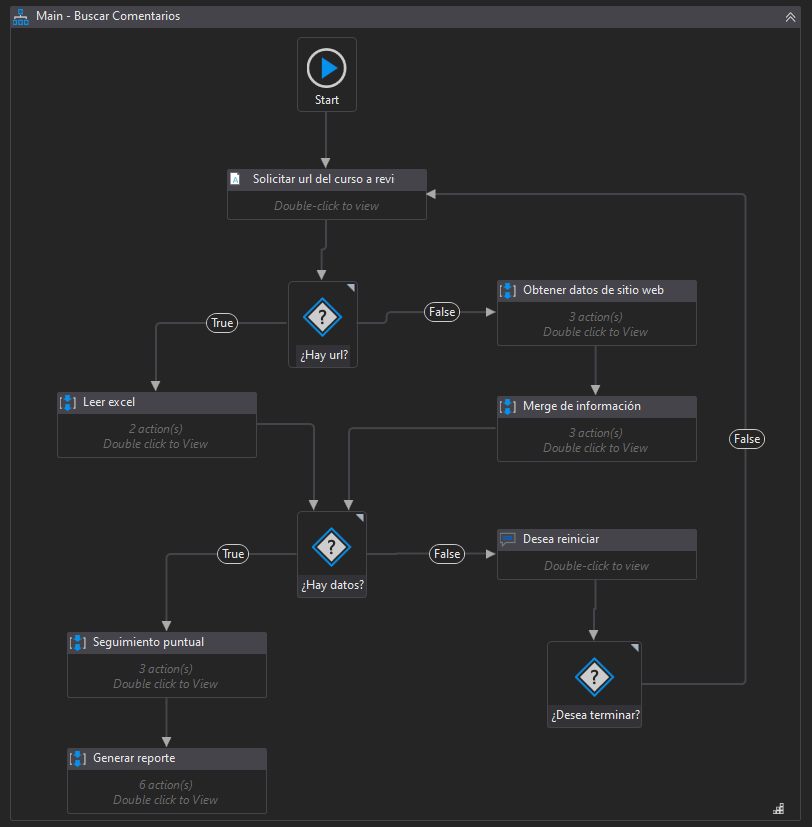 Main - Buscar Comentarios
Start
Solicitar url del curso a revi
Double-click to view
¿Hay url?
True
False
Obtener datos de sitio web
3 action(s)
Double click to View
Leer excel
2 action(s)
Double click to View
Merge de información
3 action(s)
Double click to View
False
¿Hay datos?
True
False
Desea reiniciar
Double-click to view
Seguimiento puntual
3 action(s)
Double click to View
¿Desea terminar?
Generar reporte
6 action(s)
Double click to View